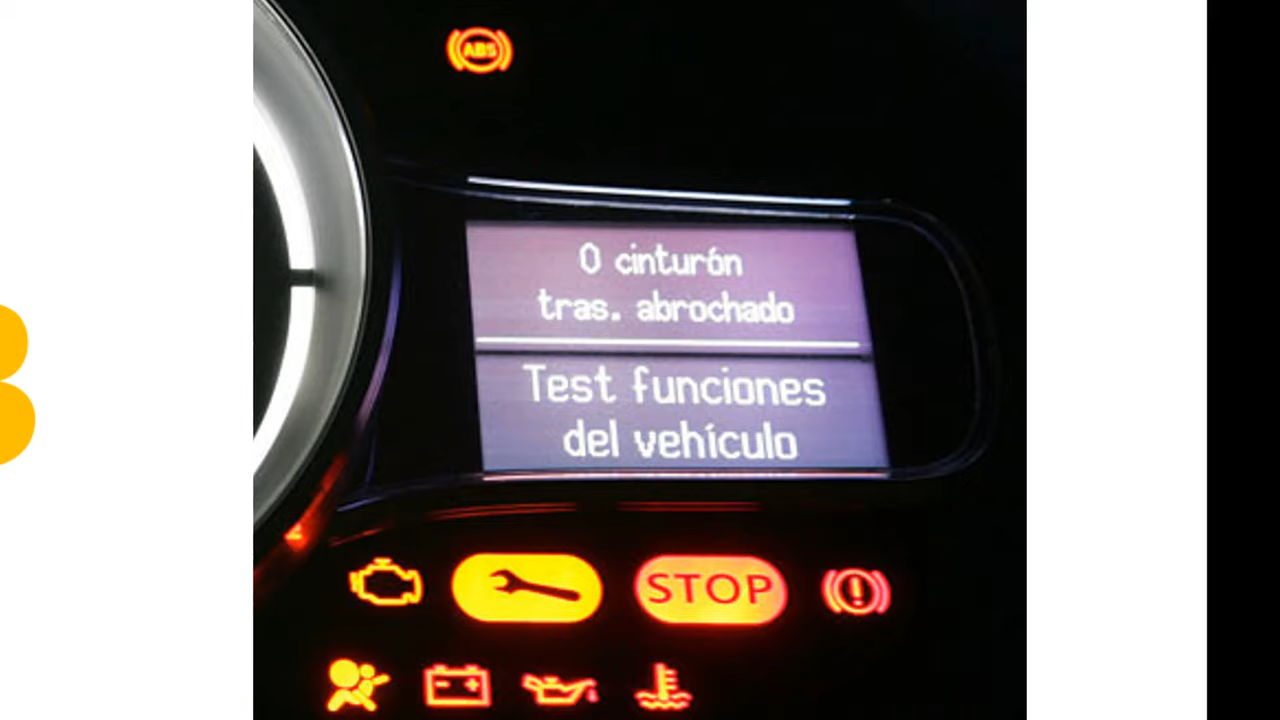 ABS
0 cinturón
tras. abrochado
Test funciones
del vehículo
STOP